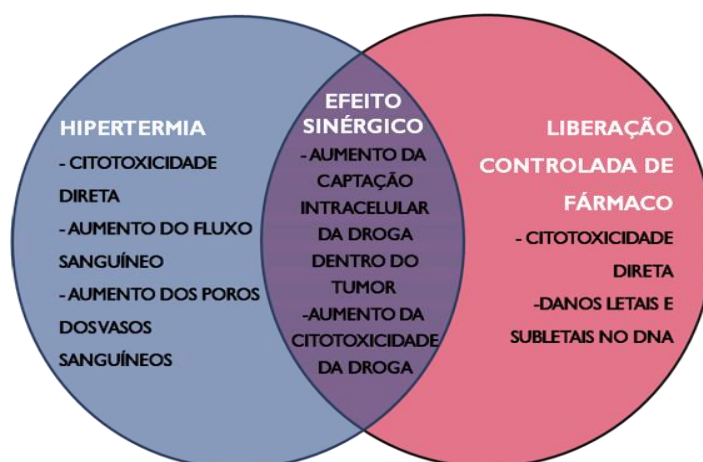 HIPERTERMIA
- CITOTOXICIDADE
DIRETA
- AUMENTO DO FLUXO
SANGUÍNEO
- AUMENTO DOS POROS
DOS VASOS
SANGUÍNEOS
EFEITO
SINÉRGICO
- AUMENTO DA
CAPTAÇÃO
INTRACELULAR
DA DROGA
DENTRO DO
TUMOR
-AUMENTO DA
CITOTOXICIDADE
DA DROGA
LIBERAÇÃO
CONTROLADA DE
FÁRMACO
- CITOTOXICIDADE
DIRETA
-DANOS LETAIS E
SUBLETAIS NO DNA